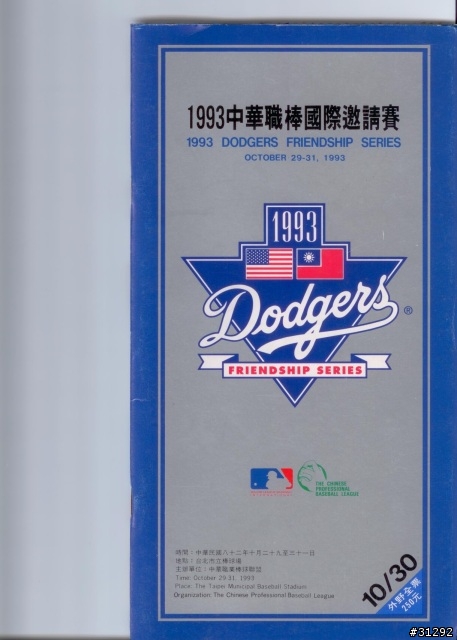 1993中華職棒國際邀請賽
1993 DODGERS FRIENDSHIP SERIES
OCTOBER 29-31, 1993
1993
Dodgers®
FRIENDSHIP SERIES
THE CHINESE
PROFESSIONAL
BASEBALL LEAGUE
時間：中華民國八十二年十月二十九至三十一日
地點：台北市立棒球場
主辦單位：中華職業棒球聯盟
Time: October 29-31, 1993
Place: The Taipei Municipal Baseball Stadium
Organization: The Chinese Professional Baseball League
10/30
外野全票
250元
#31292